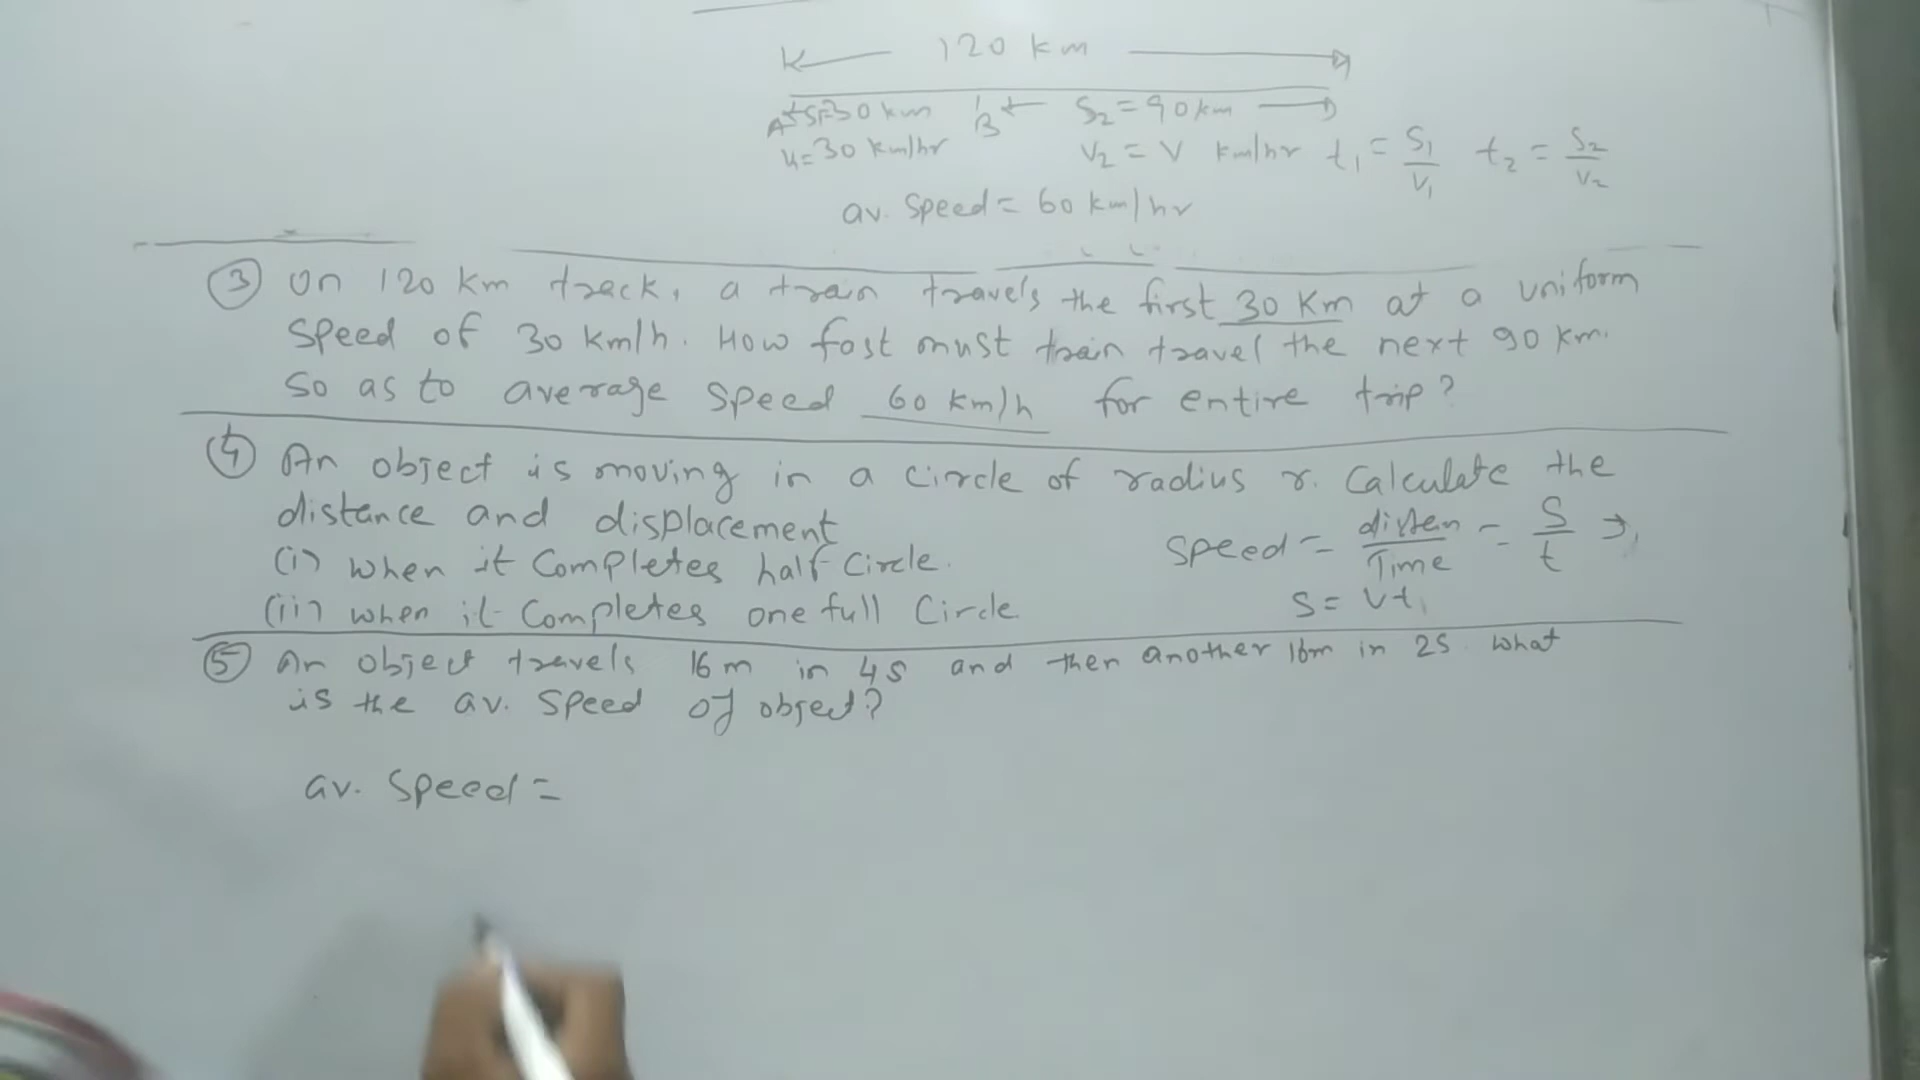 120 km
S1=30 km B S2=90 km
30 km/hr V2 = V km/hr t1 = S1/V1 t2 = S2/V2
av. Speed = 60 km/hr
③ On 120 km track, a train travels the first 30 Km at a uniform
Speed of 30 km/h. How fast must train travel the next 90 km.
So as to average speed 60 km/h for entire trip?
④ An object is moving in a circle of radius r. Calculate the
distance and displacement
(i) when it Completes half Circle.
(ii) when it Completes one full Circle
Speed = distan/Time = S/t ⇒
S = Vt,
⑤ An object travels 16m in 4s and then another 16m in 2s. what
is the av. Speed of object?
av. Speed =